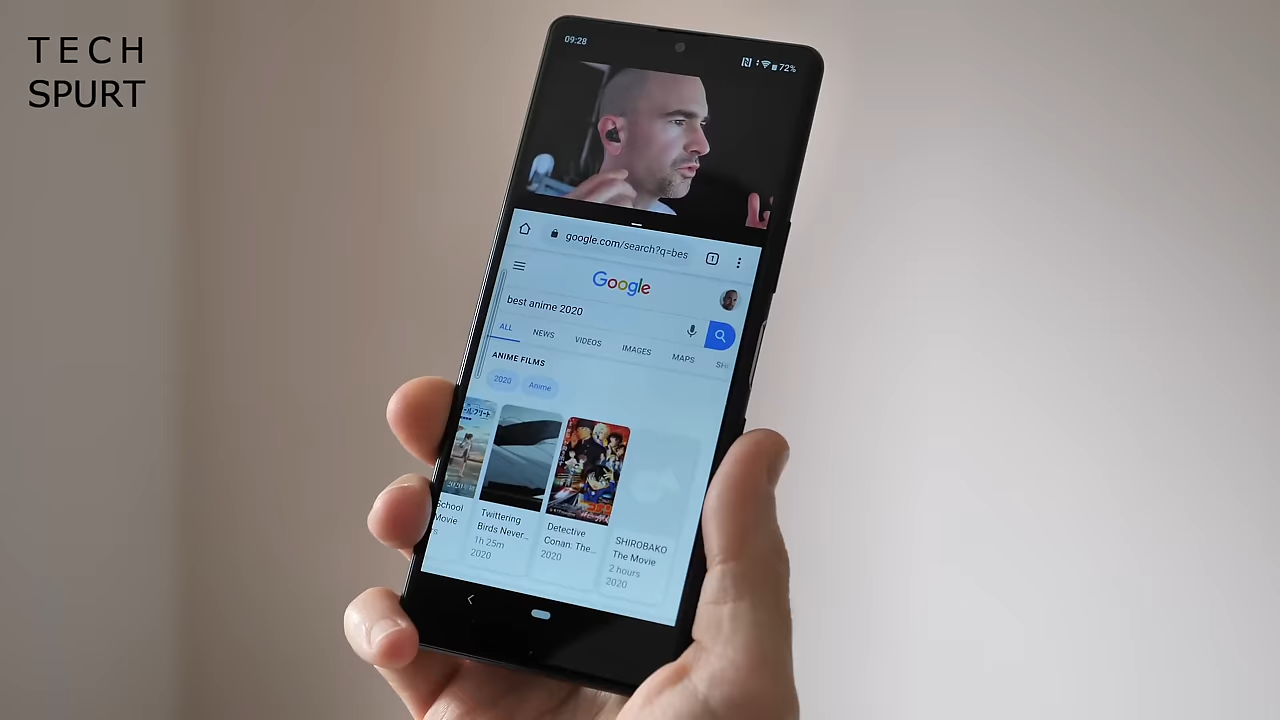 TECH
SPURT
09:28
72%
google.com/search?q=bes
1
Google
best anime 2020
ALL NEWS VIDEOS IMAGES MAPS SH
ANIME FILMS
2020 Anime
School
Movie
Twittering
Birds Never...
1h 25m
2020
Detective
Conan: The...
2020
SHIROBAKO
The Movie
2 hours
2020